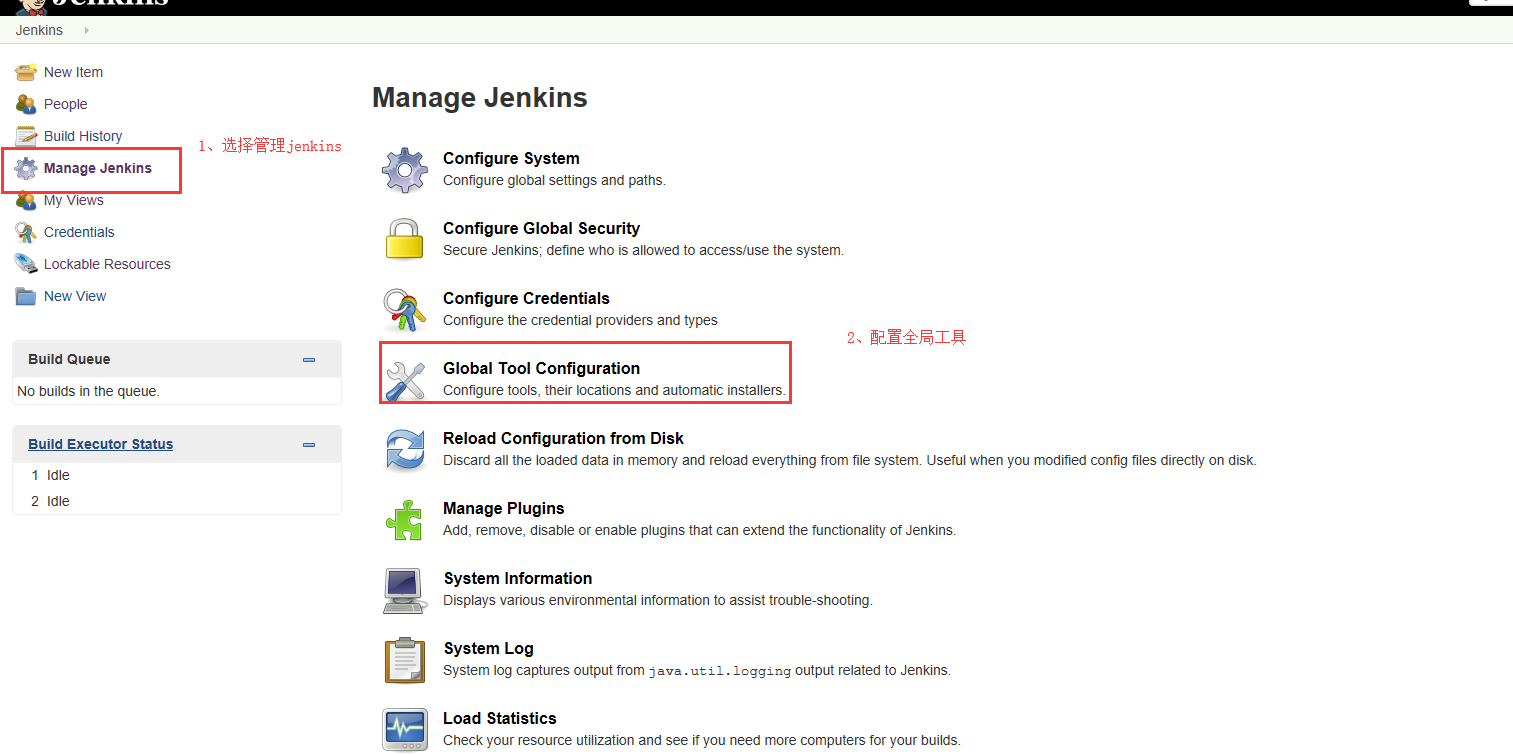 Jenkins
Jenkins
New Item
People
Build History
Manage Jenkins
My Views
Credentials
Lockable Resources
New View
1、选择管理jenkins
Build Queue
No builds in the queue.
Build Executor Status
1 Idle
2 Idle
Manage Jenkins
Configure System
Configure global settings and paths.
Configure Global Security
Secure Jenkins; define who is allowed to access/use the system.
Configure Credentials
Configure the credential providers and types
2、配置全局工具
Global Tool Configuration
Configure tools, their locations and automatic installers.
Reload Configuration from Disk
Discard all the loaded data in memory and reload everything from file system. Useful when you modified config files directly on disk.
Manage Plugins
Add, remove, disable or enable plugins that can extend the functionality of Jenkins.
System Information
Displays various environmental information to assist trouble-shooting.
System Log
System log captures output from java.util.logging output related to Jenkins.
Load Statistics
Check your resource utilization and see if you need more computers for your builds.